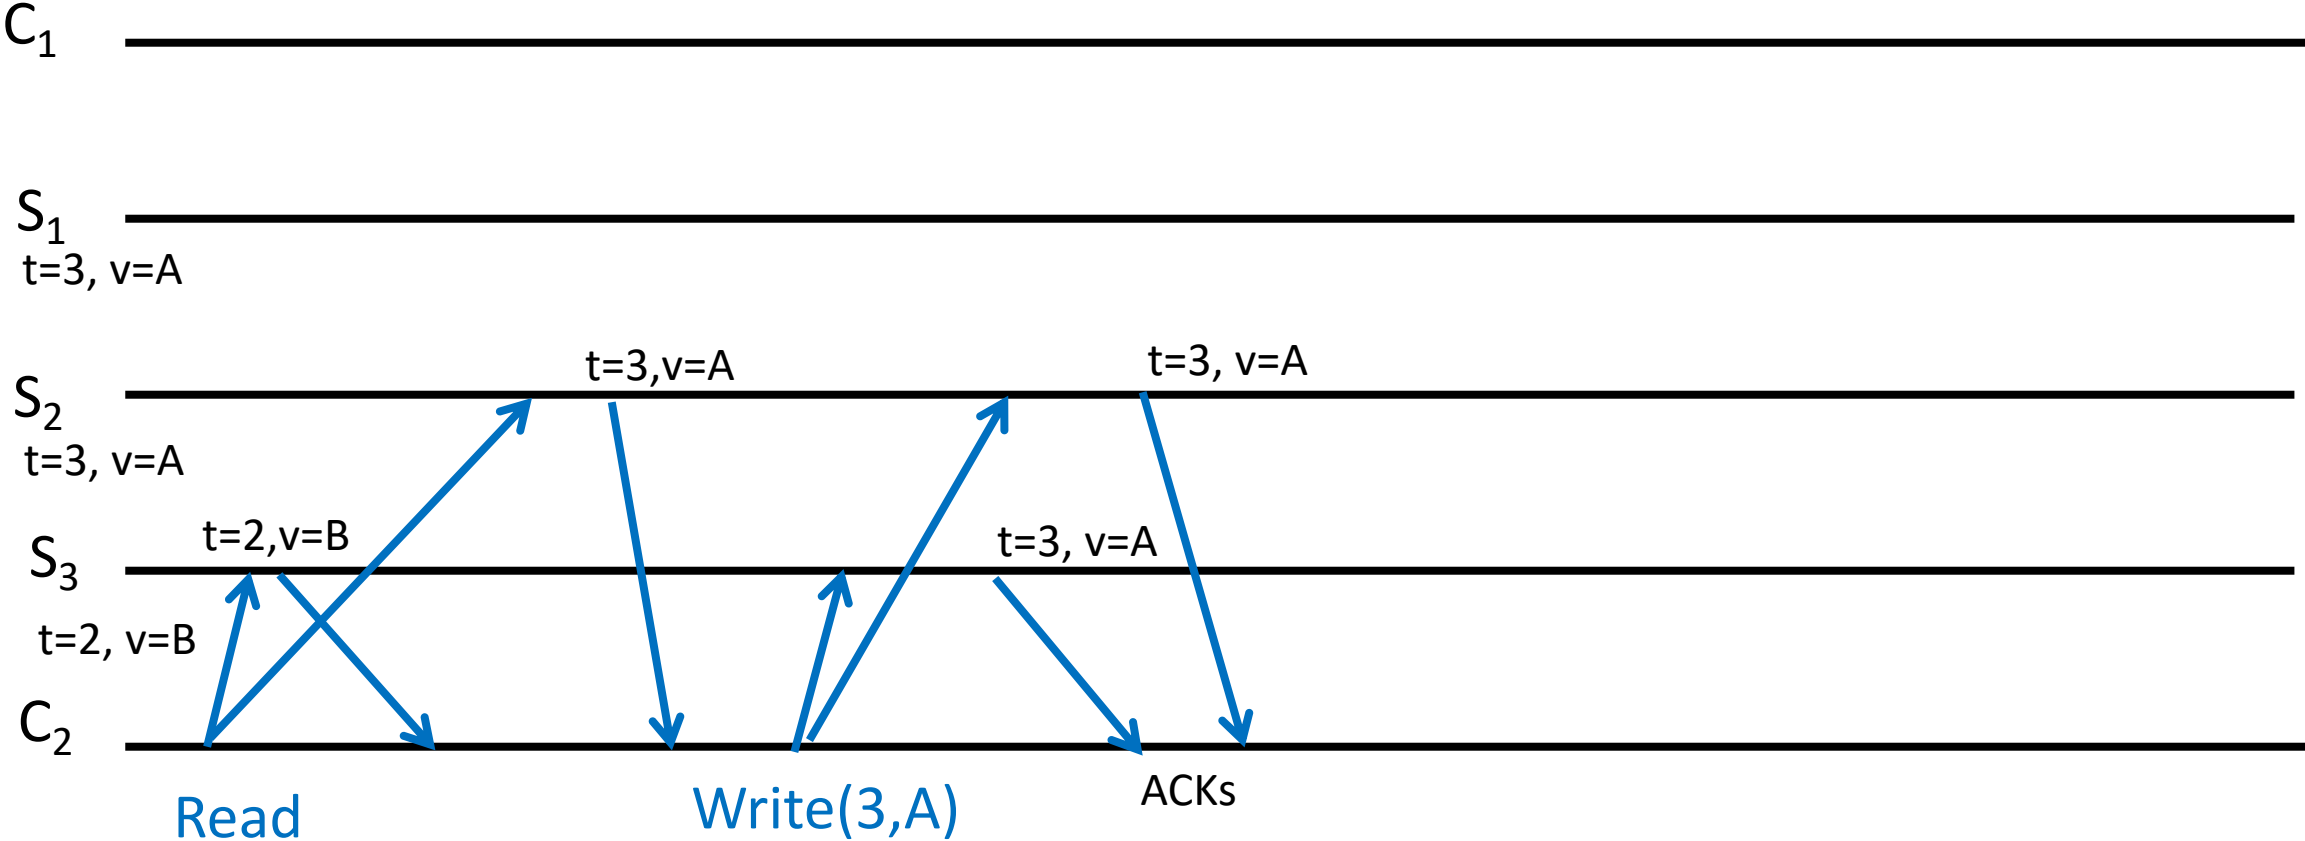 C1
S1
t=3, v=A
t=3,v=A
t=3, v=A
S2
t=3, v=A
t=2,v=B
t=3, v=A
S3
t=2, v=B
C2
Read
Write(3,A)
ACKs